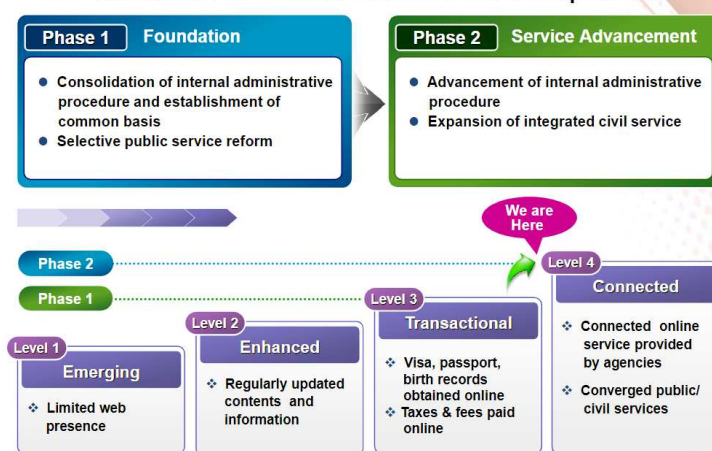 Phase 1 Foundation
Consolidation of internal administrative
procedure and establishment of
common basis
Selective public service reform
Phase 2 Service Advancement
Advancement of internal administrative
procedure
Expansion of integrated civil service
We are
Here
Phase 2
Phase 1
Level 1
Emerging
Limited web
presence
Level 2
Enhanced
Regularly updated
contents and
information
Level 3
Transactional
Visa, passport,
birth records
obtained online
Taxes & fees paid
online
Level 4
Connected
Connected online
service provided
by agencies
Converged public/
civil services